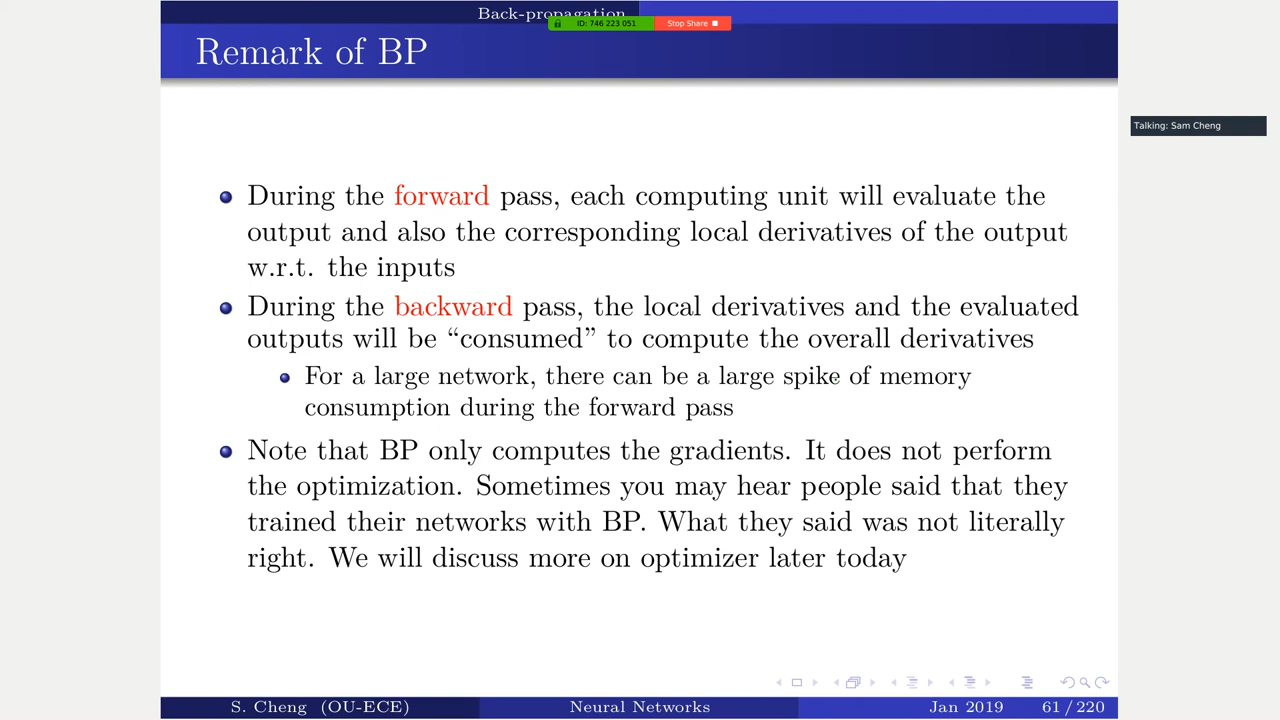 Back-propagation
ID: 746 223 051 Stop Share
Remark of BP
Talking: Sam Cheng
During the forward pass, each computing unit will evaluate the
output and also the corresponding local derivatives of the output
w.r.t. the inputs
During the backward pass, the local derivatives and the evaluated
outputs will be “consumed” to compute the overall derivatives
For a large network, there can be a large spike of memory
consumption during the forward pass
Note that BP only computes the gradients. It does not perform
the optimization. Sometimes you may hear people said that they
trained their networks with BP. What they said was not literally
right. We will discuss more on optimizer later today
S. Cheng (OU-ECE) Neural Networks Jan 2019 61 / 220